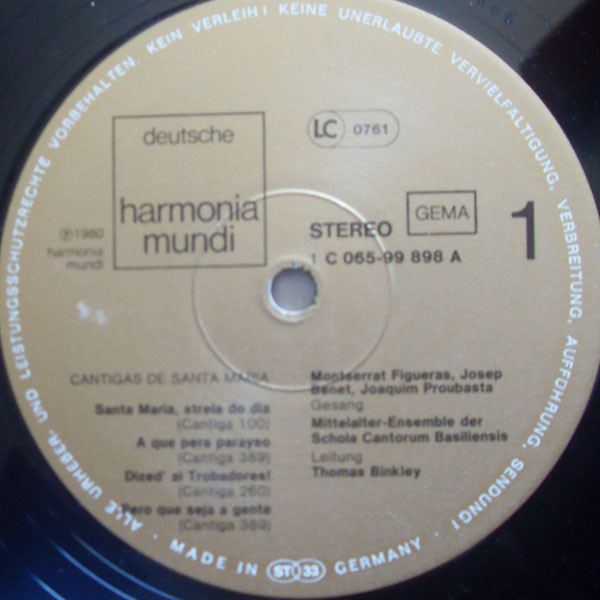 ALLE URHEBER- UND LEISTUNGSSCHUTZRECHTE VORBEHALTEN. KEIN VERLEIH! KEINE UNERLAUBTE VERVIELFÄLTIGUNG, VERBREITUNG, AUFFÜHRUNG, SENDUNG!
deutsche
harmonia
mundi
LC 0761
STEREO
GEMA
1
1 C 065-99 898 A
℗ 1980
harmonia
mundi
CANTIGAS DE SANTA MARIA
Santa Maria, strela do dia
(Cantiga 100)
A que pera parayso
(Cantiga 389)
Dized' ai Trobadores!
(Cantiga 260)
Pero que seja a gente
(Cantiga 389)
Montserrat Figueras, Josep
Benet, Joaquim Proubasta
Gesang
Mittelalter-Ensemble der
Schola Cantorum Basiliensis
Leitung
Thomas Binkley
· MADE IN ST 33 GERMANY ·